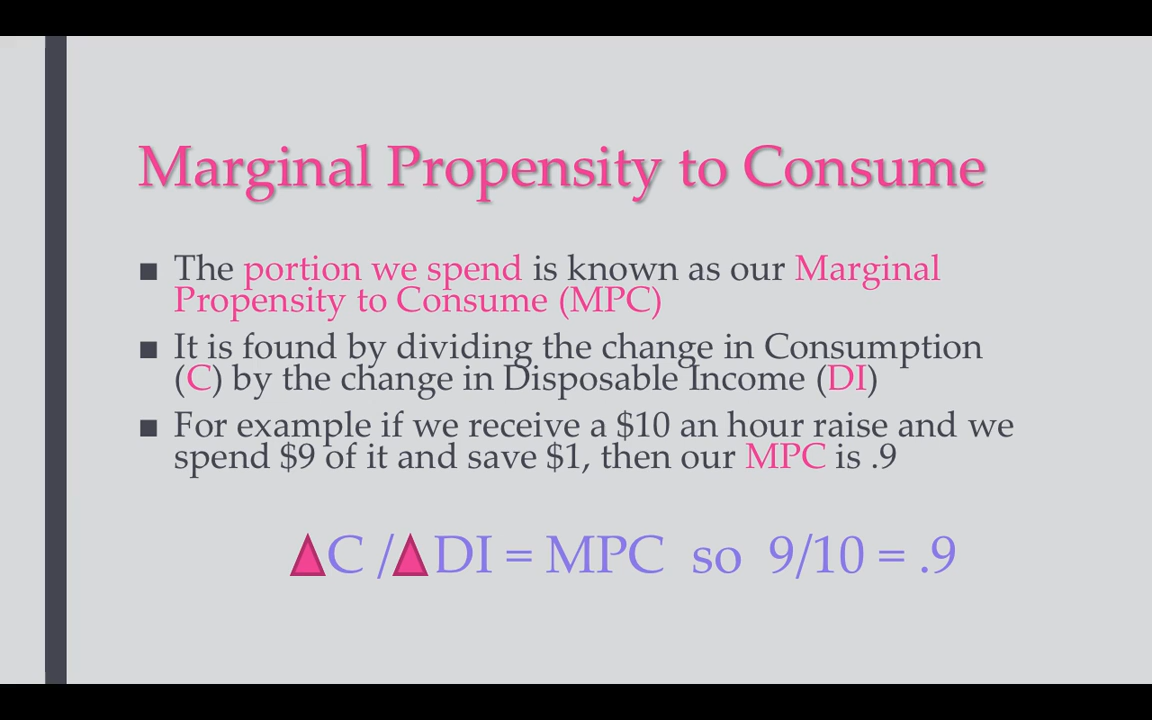 Marginal Propensity to Consume
■ The portion we spend is known as our Marginal
Propensity to Consume (MPC)
■ It is found by dividing the change in Consumption
(C) by the change in Disposable Income (DI)
■ For example if we receive a $10 an hour raise and we
spend $9 of it and save $1, then our MPC is .9
▲C /▲DI = MPC so 9/10 = .9